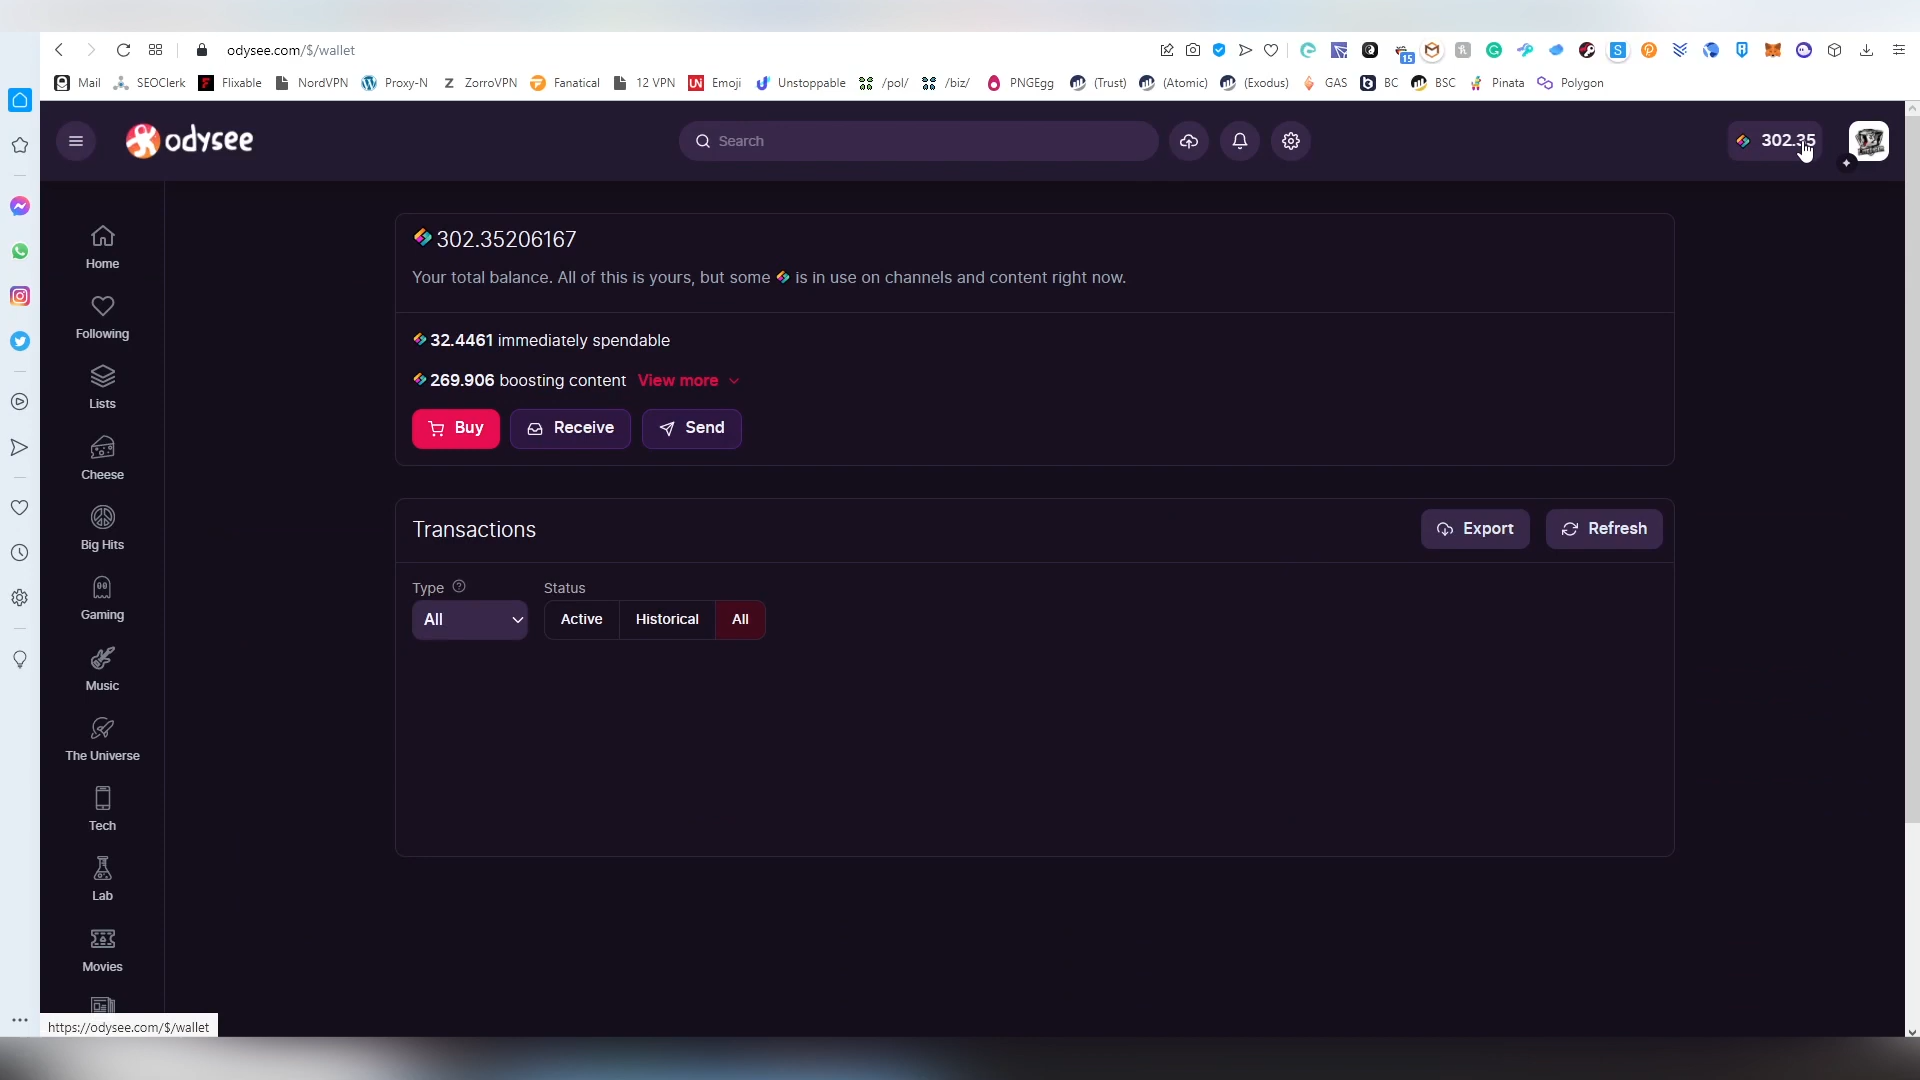 odysee.com/$/wallet
15
Mail SEOClerk Flixable NordVPN Proxy-N ZorroVPN Fanatical 12 VPN Emoji Unstoppable /pol/ /biz/ PNGEgg (Trust) (Atomic) (Exodus) GAS BC BSC Pinata Polygon
odysee
Search
302.35
Home
Following
Lists
Cheese
Big Hits
Gaming
Music
The Universe
Tech
Lab
Movies
302.35206167
Your total balance. All of this is yours, but some is in use on channels and content right now.
32.4461 immediately spendable
269.906 boosting content View more
Buy Receive Send
Transactions
Export Refresh
Type Status
All Active Historical All
https://odysee.com/$/wallet